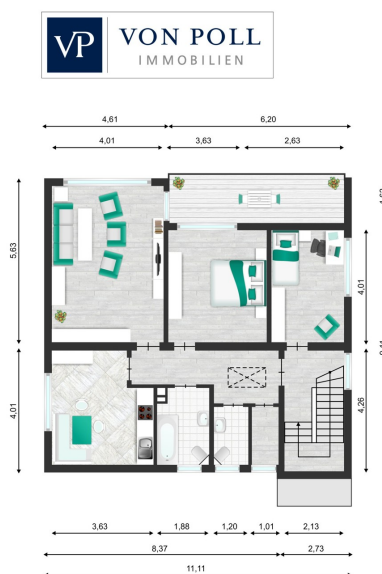 VP VON POLL
IMMOBILIEN
4,61 6,20
4,01 3,63 2,63
5,63
4,01
4,01
4,26
3,63 1,88 1,20 1,01 2,13
8,37 2,73
11,11